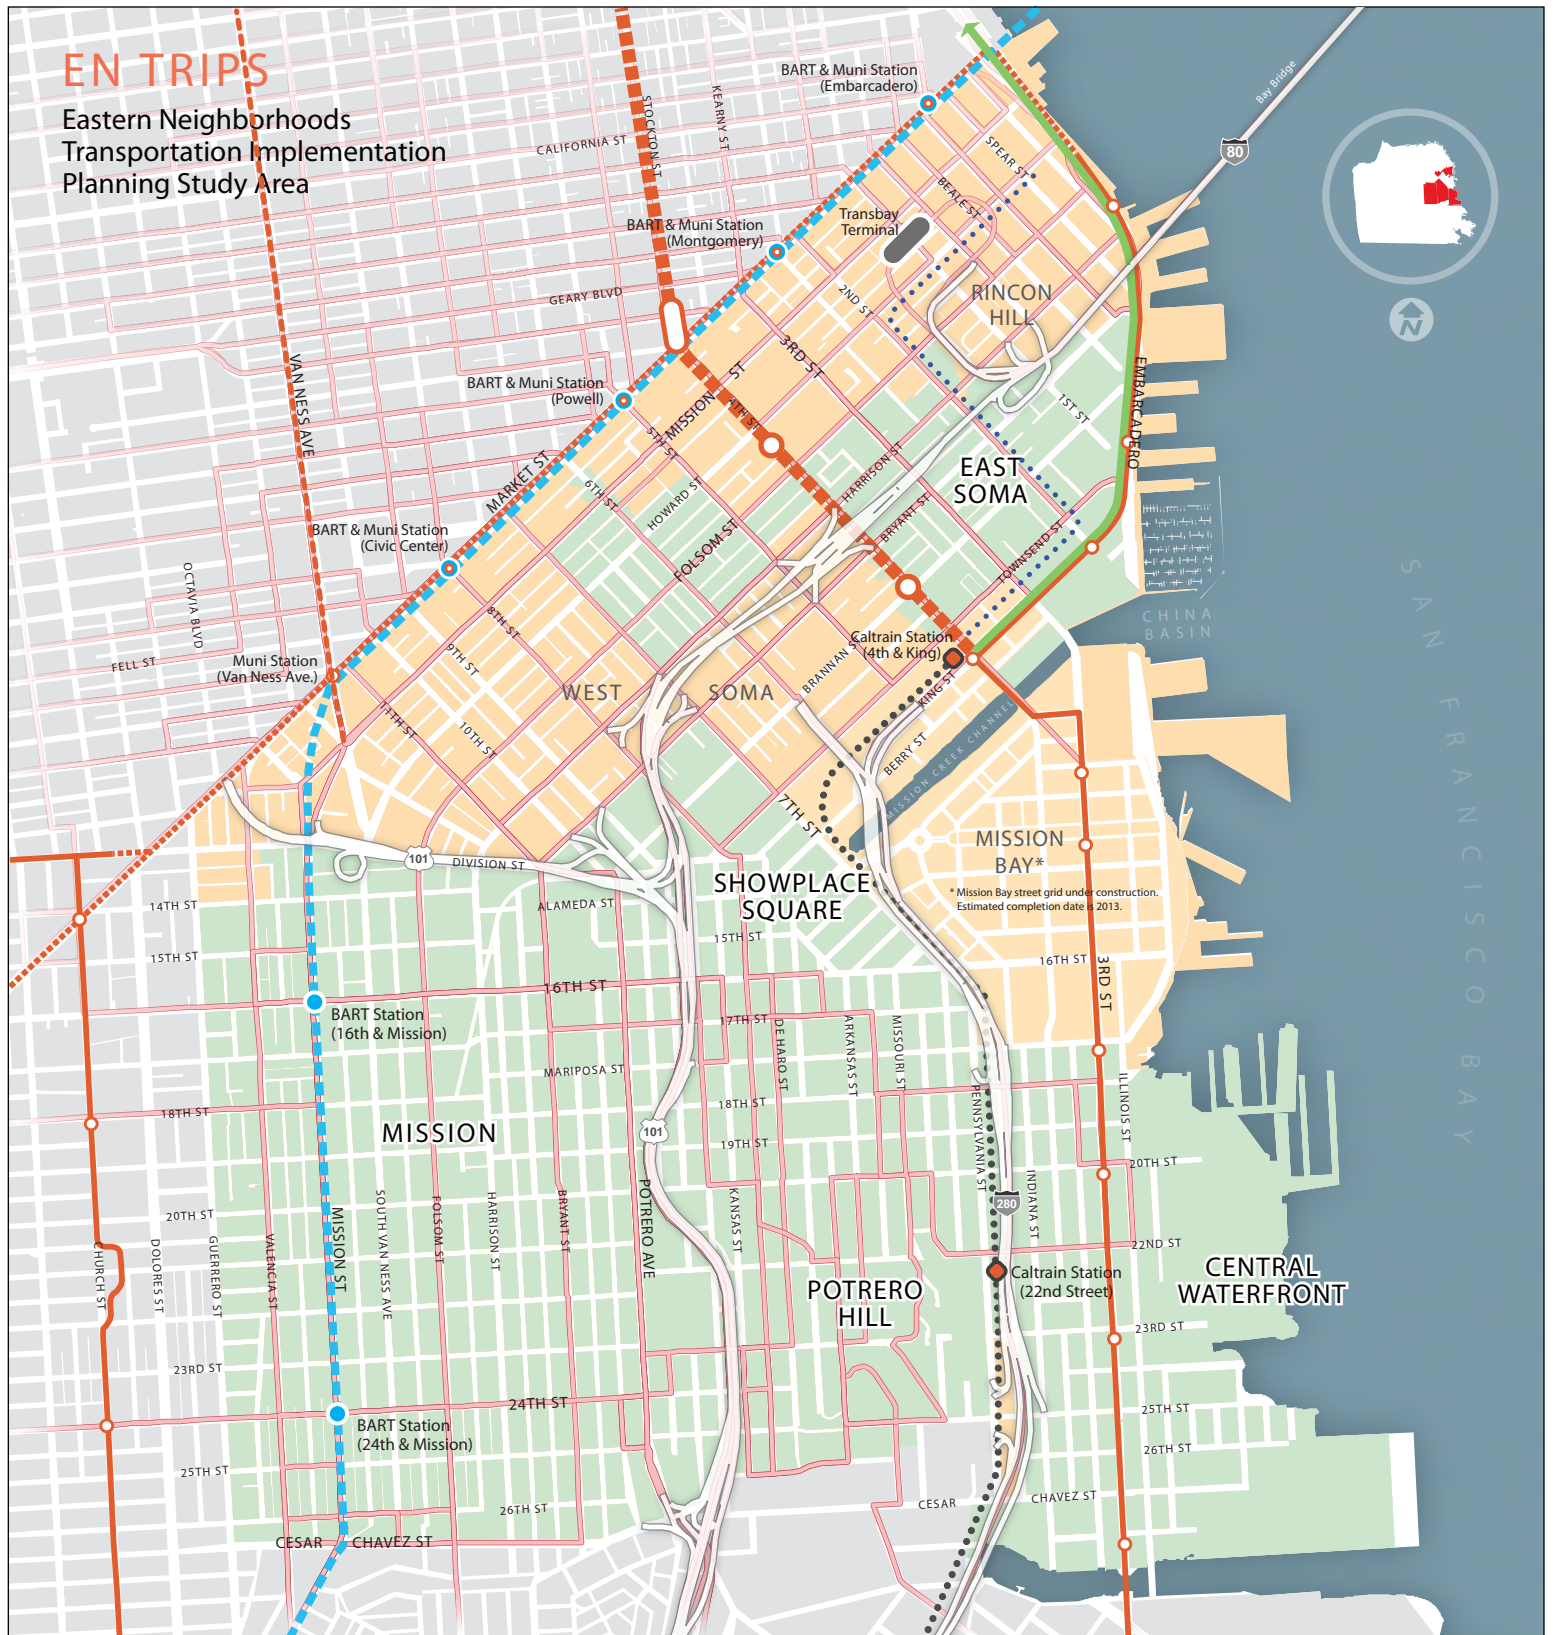 EN TRIPS
Eastern Neighborhoods
Transportation Implementation
Planning Study Area
BART & Muni Station
(Embarcadero)
Bay Bridge
80
STOCKTON ST
KEARNY ST
CALIFORNIA ST
SPEAR ST
BEALE ST
Transbay
Terminal
BART & Muni Station
(Montgomery)
GEARY BLVD
2ND ST
RINCON
HILL
N
3RD ST
VAN NESS AVE
BART & Muni Station
(Powell)
MISSION ST
4TH ST
5TH ST
1ST ST
EMBARCADERO
MARKET ST
6TH ST
HOWARD ST
HARRISON ST
EAST
SOMA
BRYANT ST
BART & Muni Station
(Civic Center)
FOLSOM ST
TOWNSEND ST
OCTAVIA BLVD
FELL ST
8TH ST
9TH ST
CHINA
BASIN
SAN FRANCISCO BAY
Muni Station
(Van Ness Ave.)
Caltrain Station
(4th & King)
BRANNAN ST
KING ST
WEST SOMA
11TH ST
10TH ST
BERRY ST
MISSION CREEK CHANNEL
7TH ST
MISSION
BAY*
* Mission Bay street grid under construction.
Estimated completion date is 2013.
101
DIVISION ST
SHOWPLACE
SQUARE
14TH ST
ALAMEDA ST
15TH ST
15TH ST
16TH ST
16TH ST
3RD ST
BART Station
(16th & Mission)
17TH ST
DE HARO ST
ARKANSAS ST
MISSOURI ST
MARIPOSA ST
18TH ST
18TH ST
PENNSYLVANIA ST
ILLINOIS ST
MISSION
101
19TH ST
20TH ST
20TH ST
280
INDIANA ST
CHURCH ST
DOLORES ST
GUERRERO ST
VALENCIA ST
MISSION ST
SOUTH VAN NESS AVE
FOLSOM ST
HARRISON ST
BRYANT ST
POTRERO AVE
KANSAS ST
22ND ST
Caltrain Station
(22nd Street)
CENTRAL
WATERFRONT
POTRERO
HILL
23RD ST
23RD ST
24TH ST
BART Station
(24th & Mission)
25TH ST
25TH ST
26TH ST
26TH ST
CESAR CHAVEZ ST
CESAR CHAVEZ ST